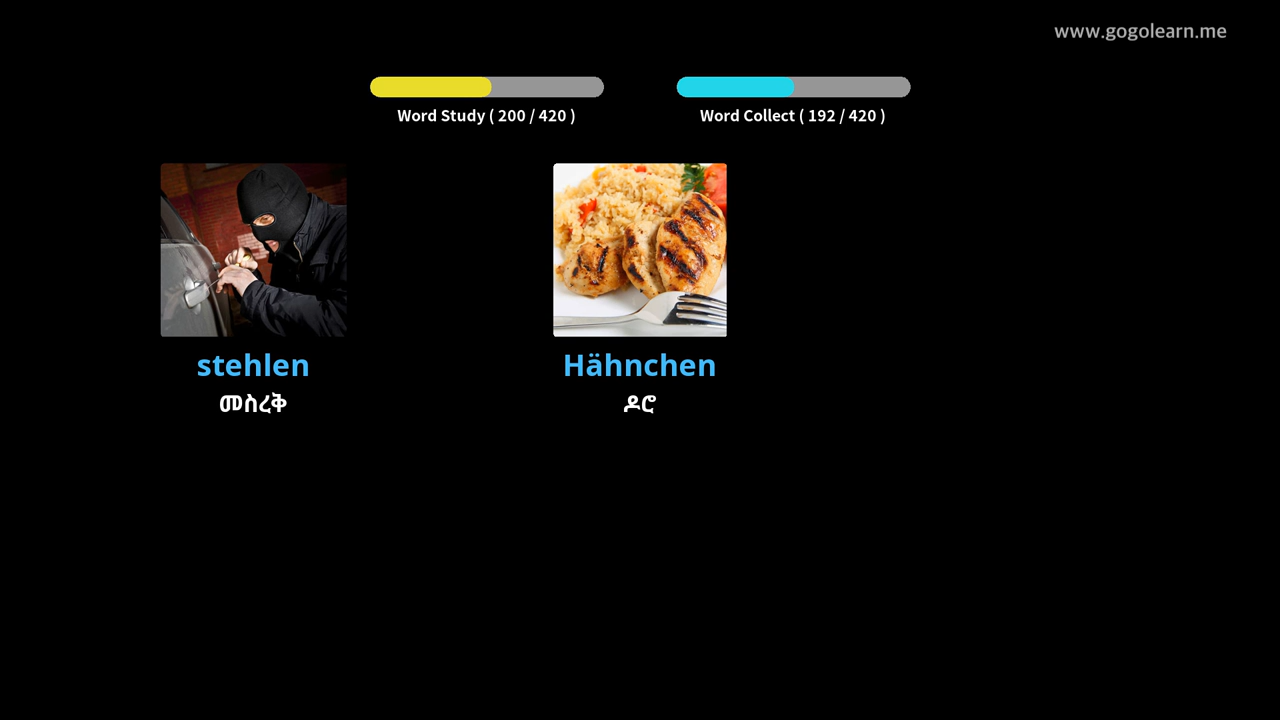 www.gogolearn.me
Word Study ( 200 / 420 )
Word Collect ( 192 / 420 )
stehlen
መስረቅ
Hähnchen
ዶሮ